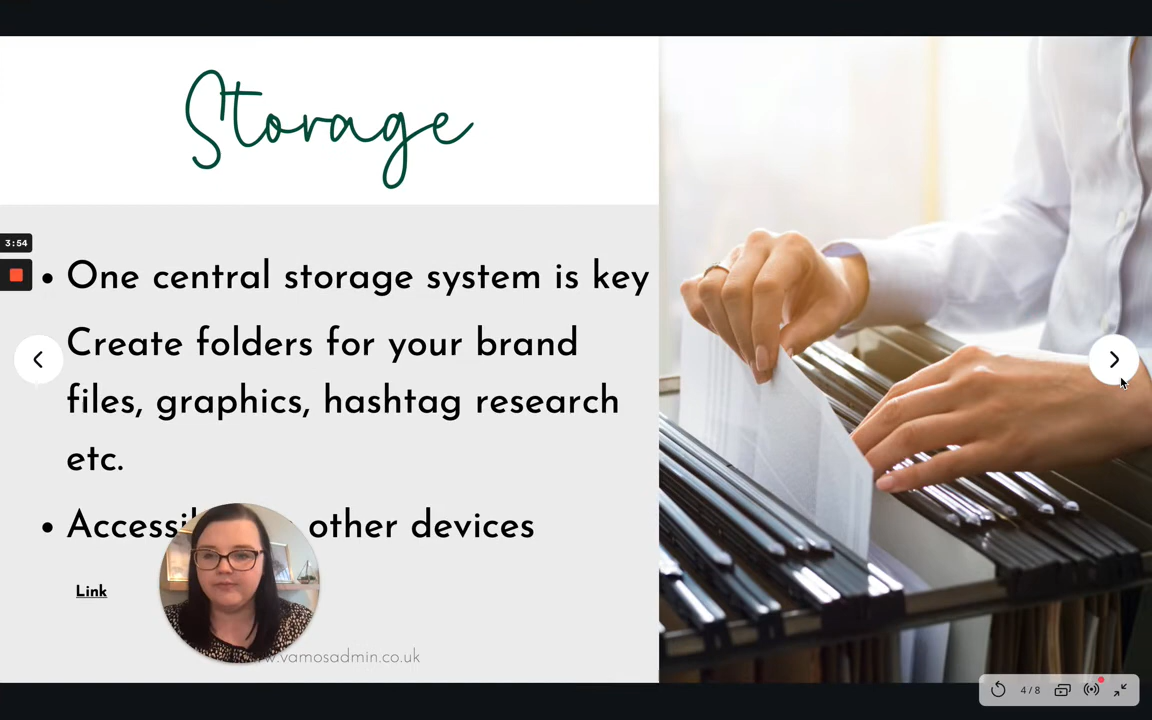 Storage
3:54
One central storage system is key
Create folders for your brand
files, graphics, hashtag research
etc.
other devices
Link
.vamosadmin.co.uk
4/8